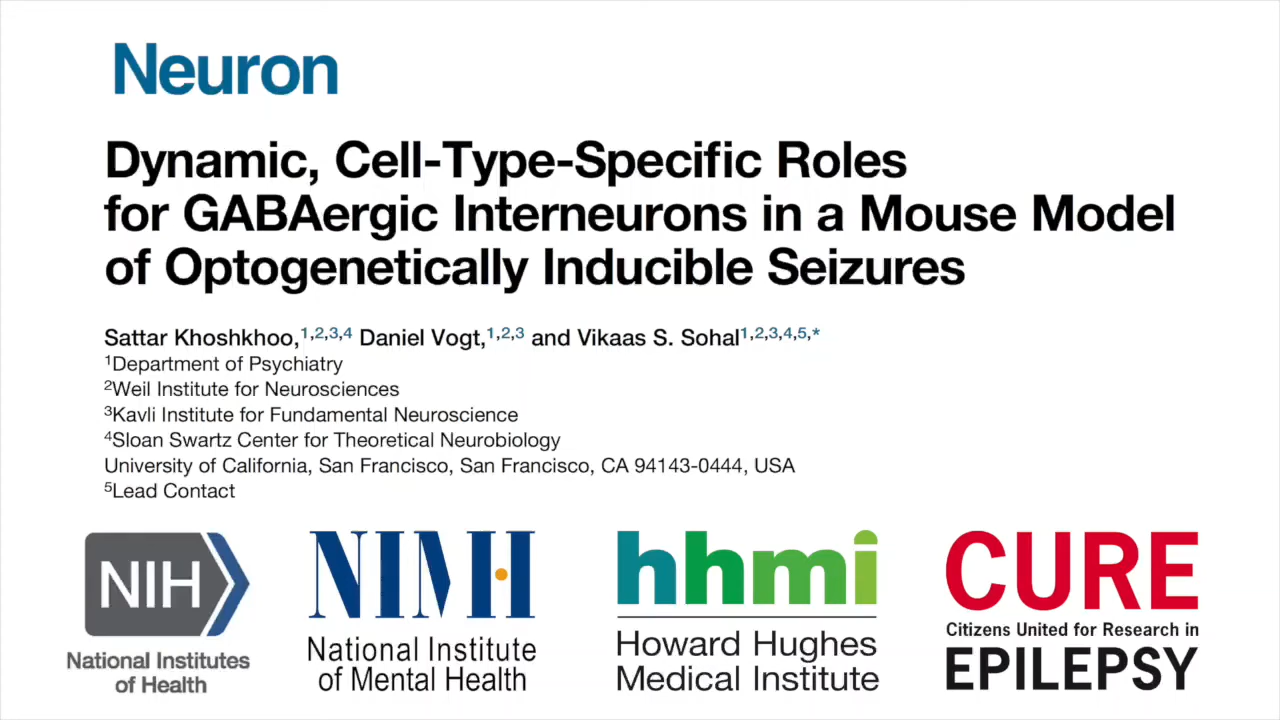 Neuron
Dynamic, Cell-Type-Specific Roles
for GABAergic Interneurons in a Mouse Model
of Optogenetically Inducible Seizures
Sattar Khoshkhoo,1,2,3,4 Daniel Vogt,1,2,3 and Vikaas S. Sohal1,2,3,4,5,*
1Department of Psychiatry
2Weil Institute for Neurosciences
3Kavli Institute for Fundamental Neuroscience
4Sloan Swartz Center for Theoretical Neurobiology
University of California, San Francisco, San Francisco, CA 94143-0444, USA
5Lead Contact
NIH
National Institutes
of Health
NIMH
National Institute
of Mental Health
hhmi
Howard Hughes
Medical Institute
CURE
Citizens United for Research in
EPILEPSY